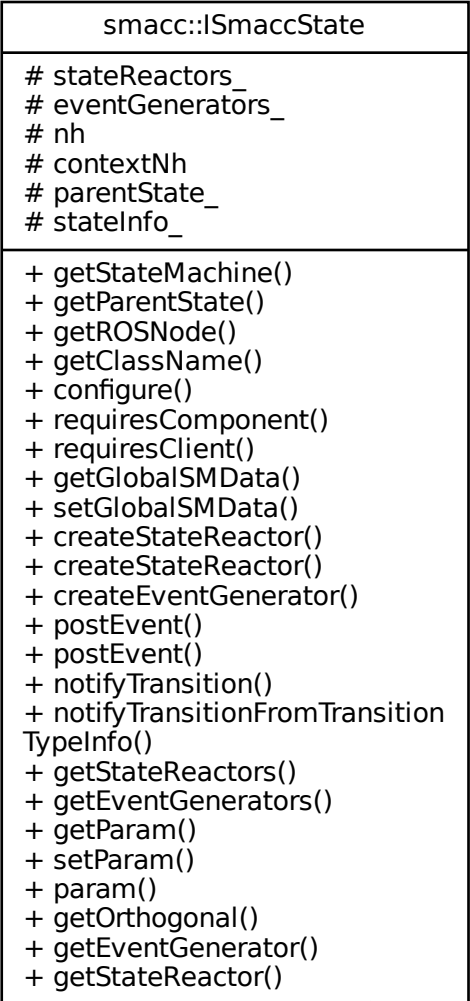 smacc::ISmaccState
# stateReactors_
# eventGenerators_
# nh
# contextNh
# parentState_
# stateInfo_
+ getStateMachine()
+ getParentState()
+ getROSNode()
+ getClassName()
+ configure()
+ requiresComponent()
+ requiresClient()
+ getGlobalSMData()
+ setGlobalSMData()
+ createStateReactor()
+ createStateReactor()
+ createEventGenerator()
+ postEvent()
+ postEvent()
+ notifyTransition()
+ notifyTransitionFromTransition
TypeInfo()
+ getStateReactors()
+ getEventGenerators()
+ getParam()
+ setParam()
+ param()
+ getOrthogonal()
+ getEventGenerator()
+ getStateReactor()